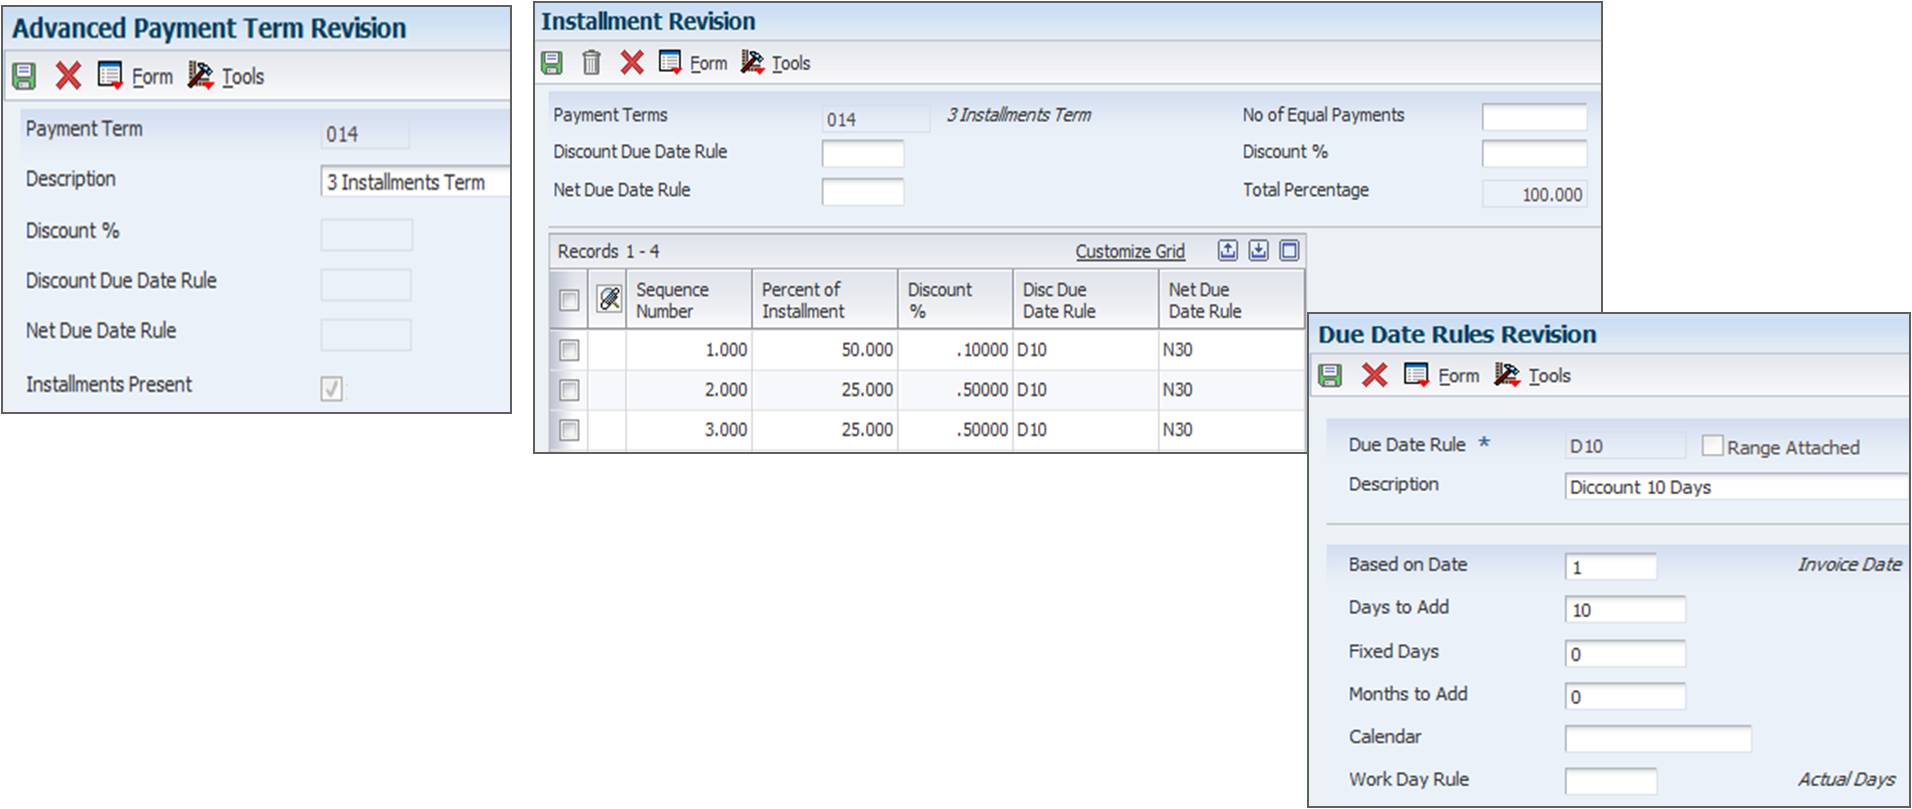 Advanced Payment Term Revision
Form Tools
Payment Term 014
Description 3 Installments Term
Discount %
Discount Due Date Rule
Net Due Date Rule
Installments Present
Installment Revision
Form Tools
Payment Terms 014 3 Installments Term No of Equal Payments
Discount Due Date Rule Discount %
Net Due Date Rule Total Percentage 100.000
Records 1 - 4 Customize Grid
Sequence Number Percent of Installment Discount % Disc Due Date Rule Net Due Date Rule
1.000 50.000 .10000 D10 N30
2.000 25.000 .50000 D10 N30
3.000 25.000 .50000 D10 N30
Due Date Rules Revision
Form Tools
Due Date Rule * D10 Range Attached
Description Diccount 10 Days
Based on Date 1 Invoice Date
Days to Add 10
Fixed Days 0
Months to Add 0
Calendar
Work Day Rule Actual Days